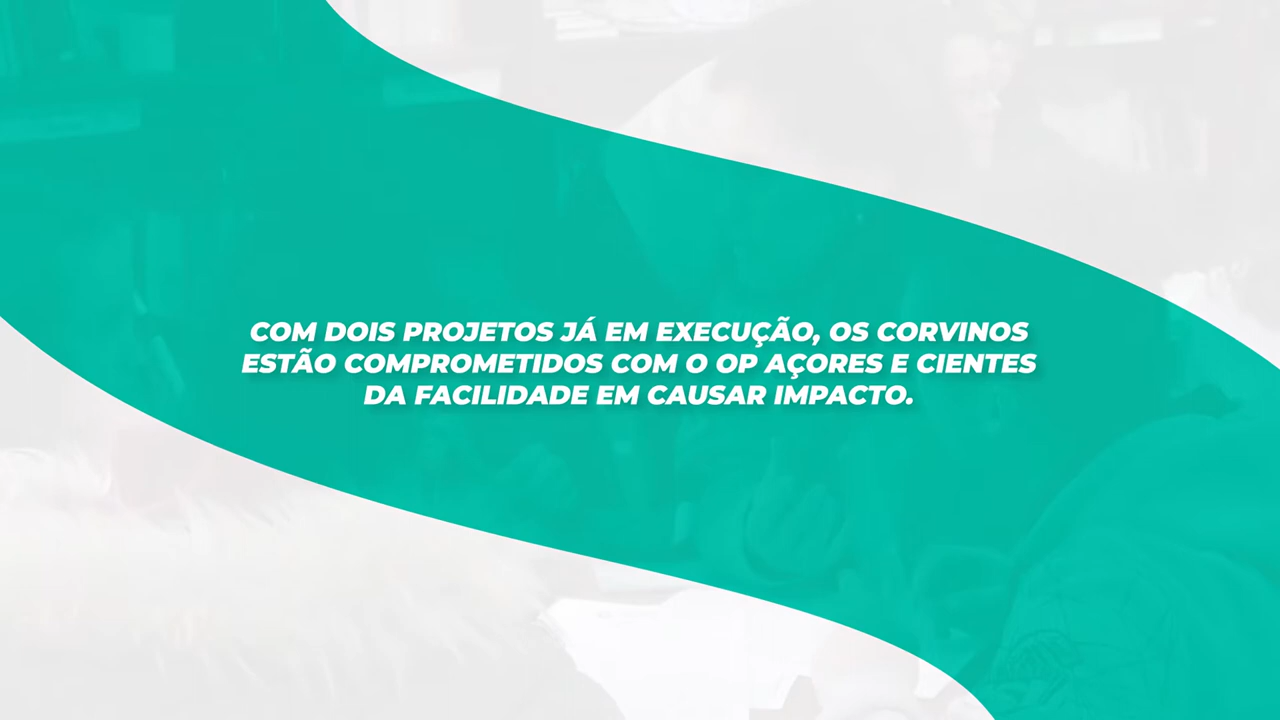 COM DOIS PROJETOS JÁ EM EXECUÇÃO, OS CORVINOS
ESTÃO COMPROMETIDOS COM O OP AÇORES E CIENTES
DA FACILIDADE EM CAUSAR IMPACTO.